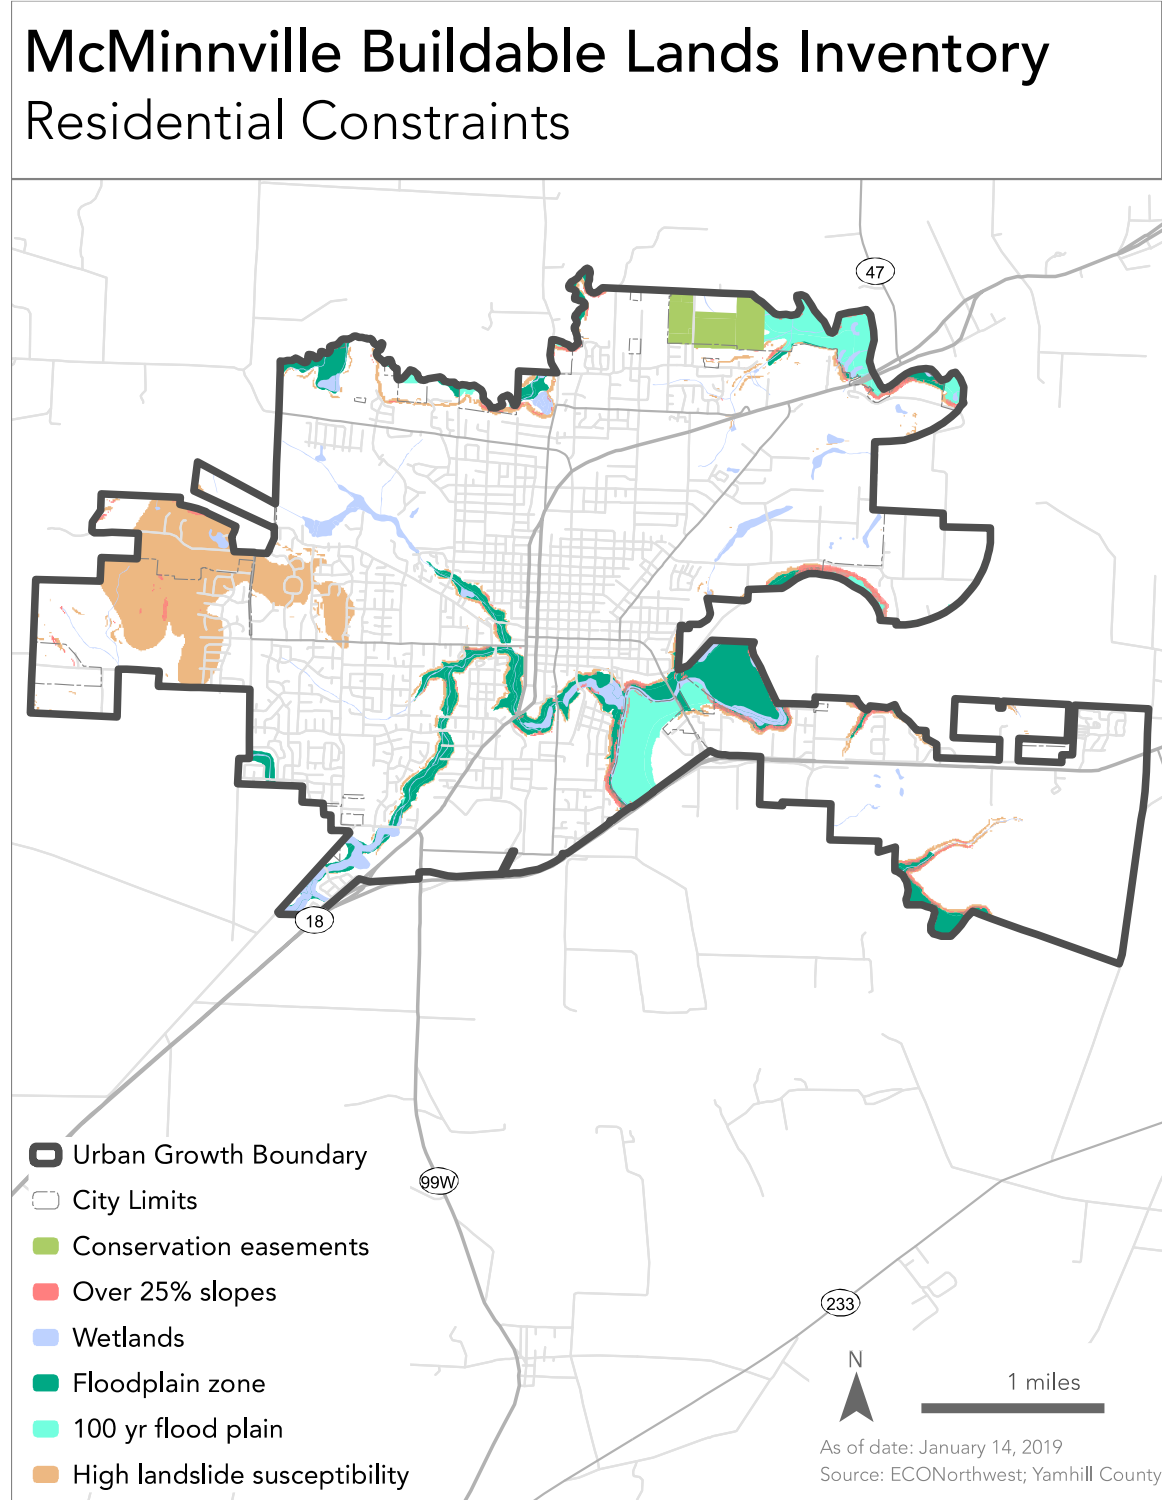 McMinnville Buildable Lands Inventory
Residential Constraints
47
18
99W
233
Urban Growth Boundary
City Limits
Conservation easements
Over 25% slopes
Wetlands
Floodplain zone
100 yr flood plain
High landslide susceptibility
N
1 miles
As of date: January 14, 2019
Source: ECONorthwest; Yamhill County